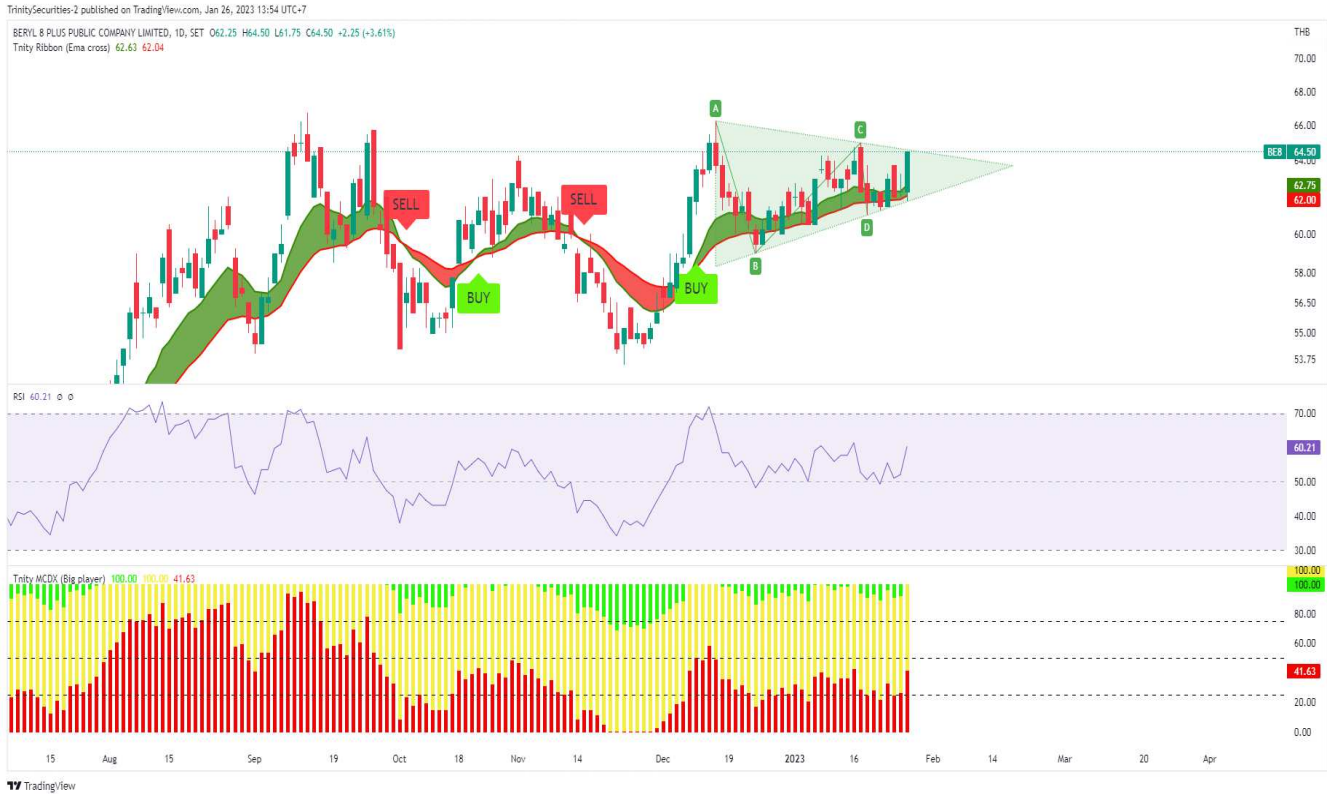 TrinitySecurities-2 published on TradingView.com, Jan 26, 2023 13:54 UTC+7
BERYL 8 PLUS PUBLIC COMPANY LIMITED, 1D, SET O62.25 H64.50 L61.75 C64.50 +2.25 (+3.61%)
THB
Tnity Ribbon (Ema cross) 62.63 62.04
70.00
68.00
66.00
64.00
BE8 64.50
62.75
62.00
60.00
58.00
56.50
55.00
53.75
A
C
SELL
SELL
D
B
BUY
BUY
RSI 60.21 ∅ ∅
70.00
60.21
50.00
40.00
30.00
Tnity MCDX (Big player) 100.00 100.00 41.63
100.00
100.00
80.00
60.00
41.63
20.00
0.00
15 Aug 15 Sep 19 Oct 18 Nov 14 Dec 19 2023 16 Feb 14 Mar 20 Apr
TradingView